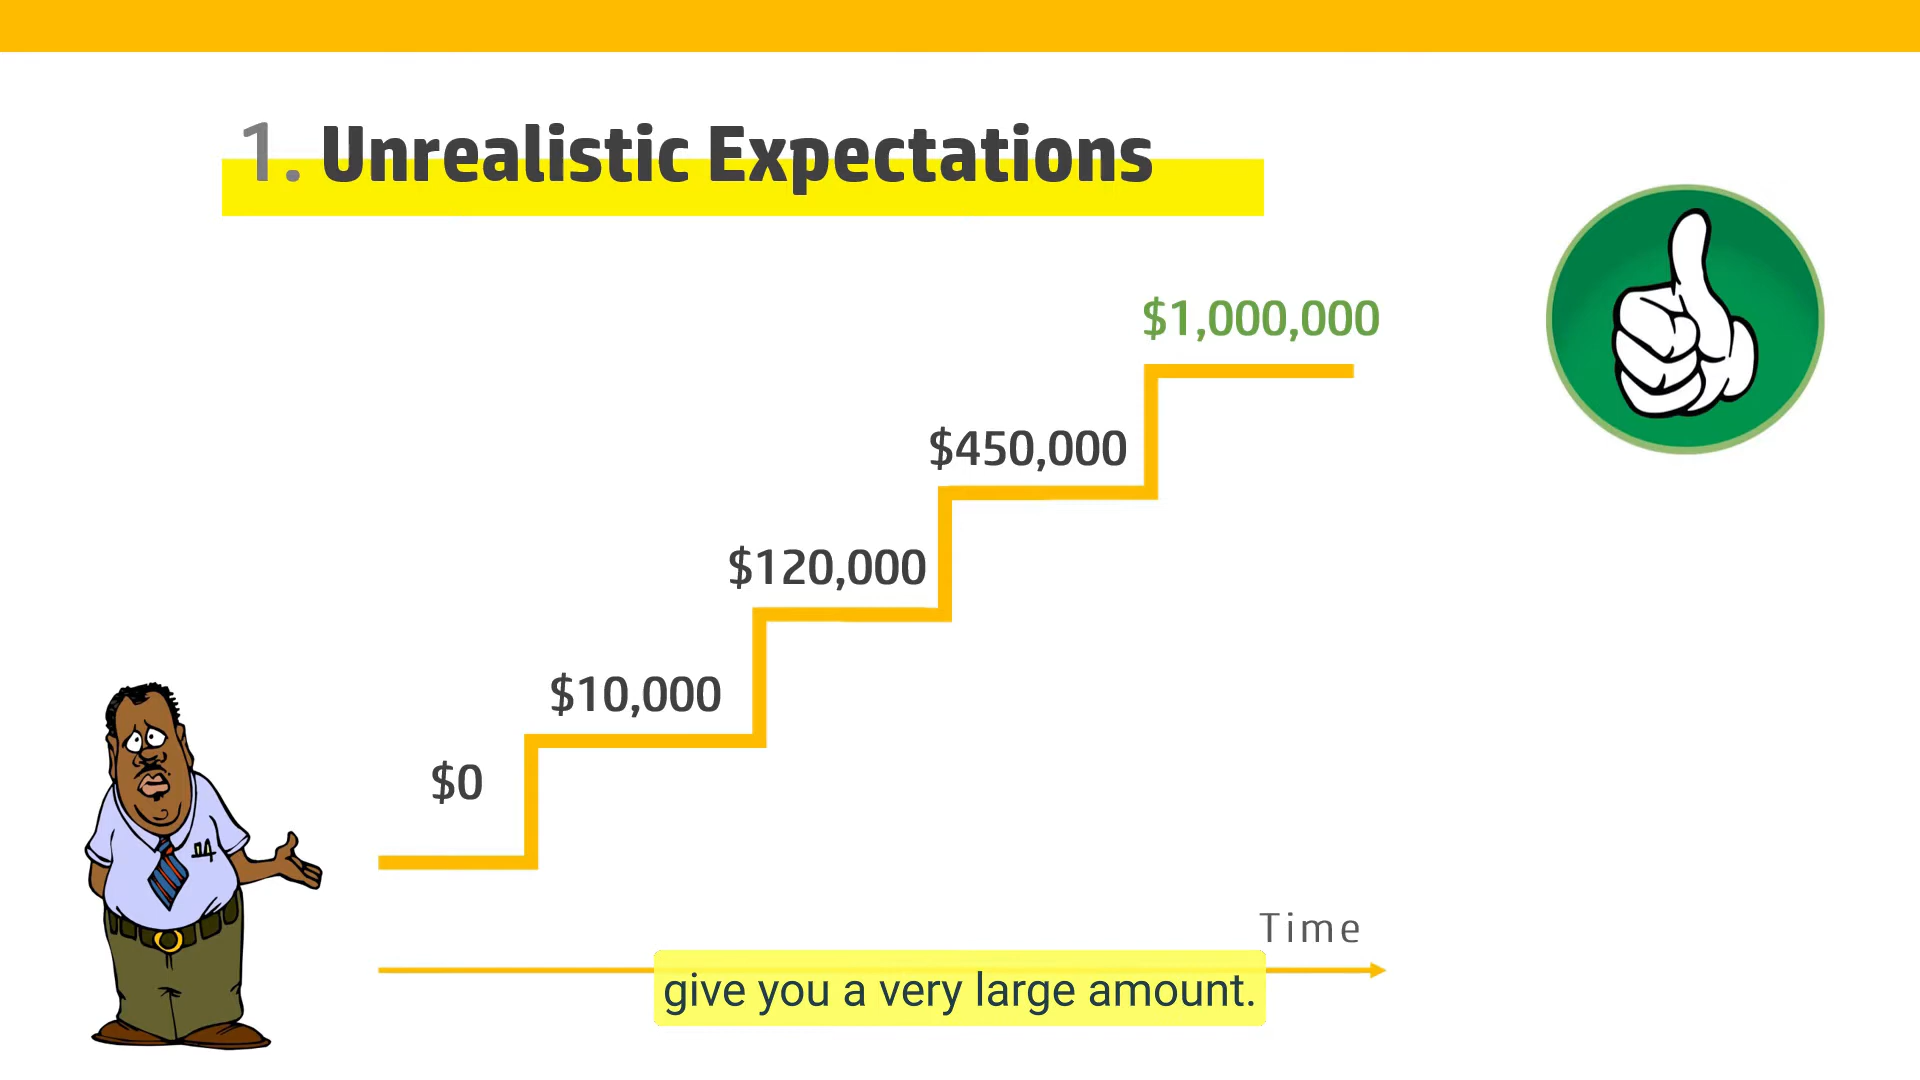 1. Unrealistic Expectations
$1,000,000
$450,000
$120,000
$10,000
$0
Time
give you a very large amount.